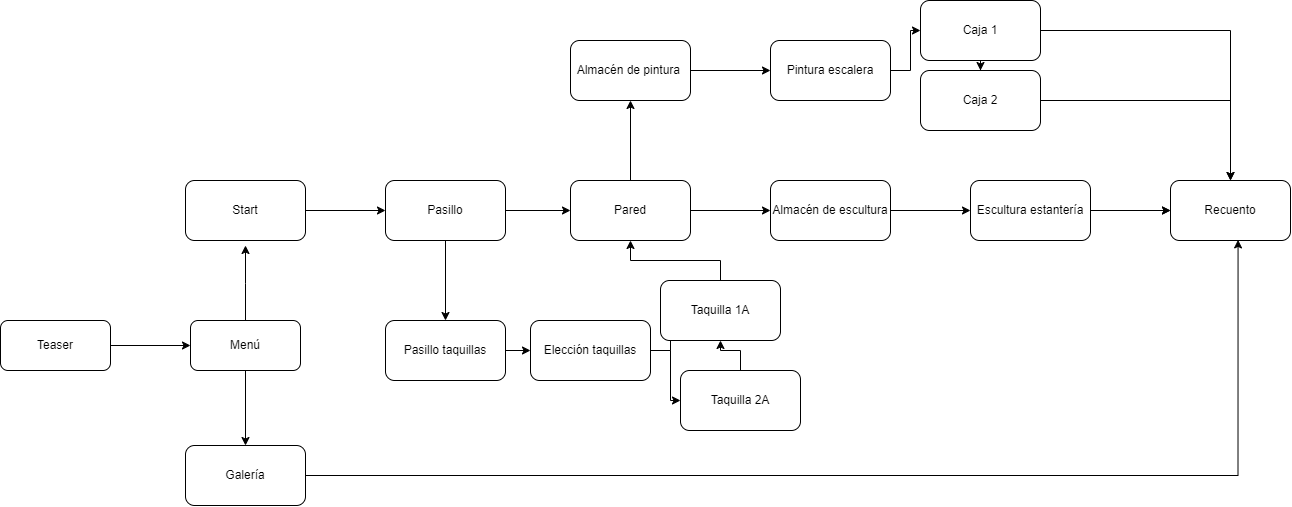 Caja 1
Almacén de pintura
Pintura escalera
Caja 2
Start
Pasillo
Pared
Almacén de escultura
Escultura estantería
Recuento
Taquilla 1A
Teaser
Menú
Pasillo taquillas
Elección taquillas
Taquilla 2A
Galería